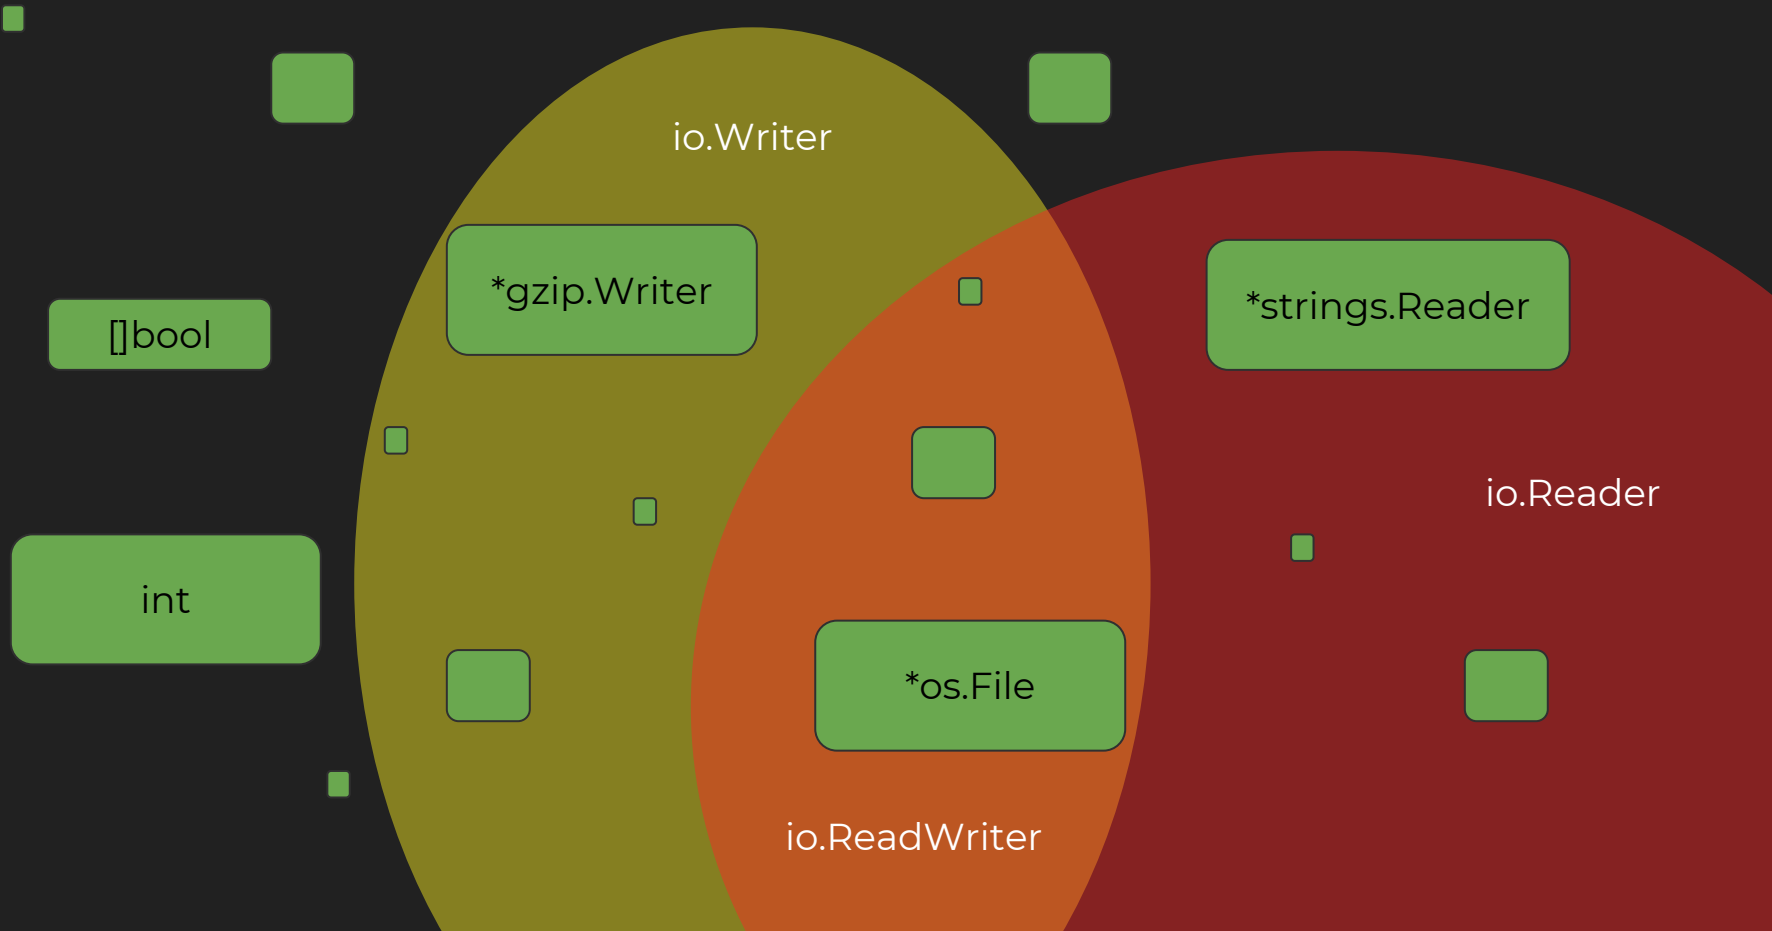 io.Writer
*gzip.Writer
*strings.Reader
[]bool
io.Reader
int
*os.File
io.ReadWriter